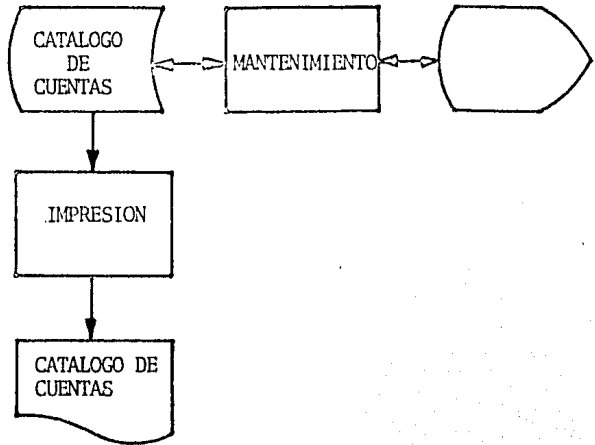 CATALOGO
DE
CUENTAS
MANTENIMIENTO
IMPRESION
CATALOGO DE
CUENTAS